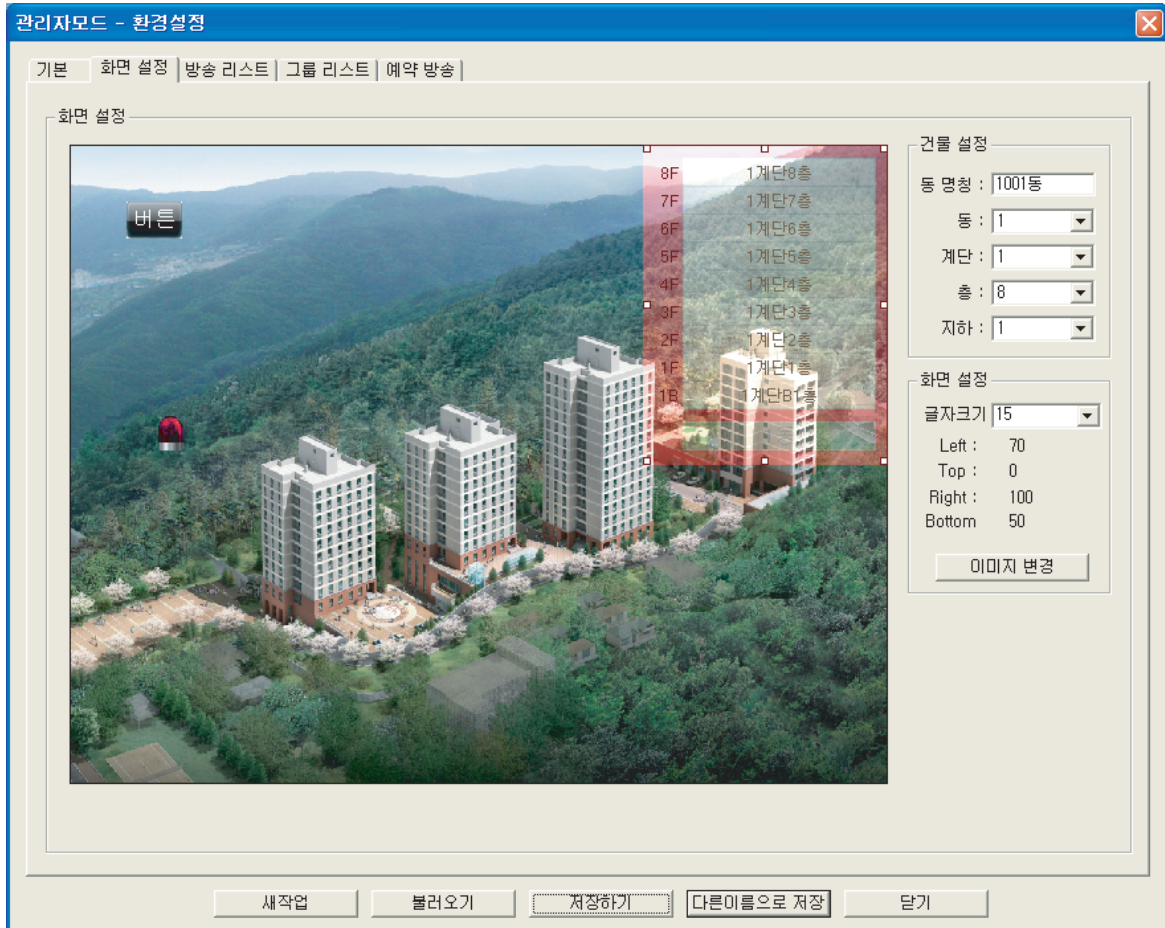 관리자모드 - 환경설정
기본
화면 설정
방송 리스트
그룹 리스트
예약 방송
화면 설정
버튼
8F 1계단8층
7F 1계단7층
6F 1계단6층
5F 1계단5층
4F 1계단4층
3F 1계단3층
2F 1계단2층
1F 1계단1층
1B 1계단B1층
건물 설정
동 명칭 : 1001동
동 : 1
계단 : 1
층 : 8
지하 : 1
화면 설정
글자크기 15
Left : 70
Top : 0
Right : 100
Bottom 50
이미지 변경
새작업
불러오기
저장하기
다른이름으로 저장
닫기